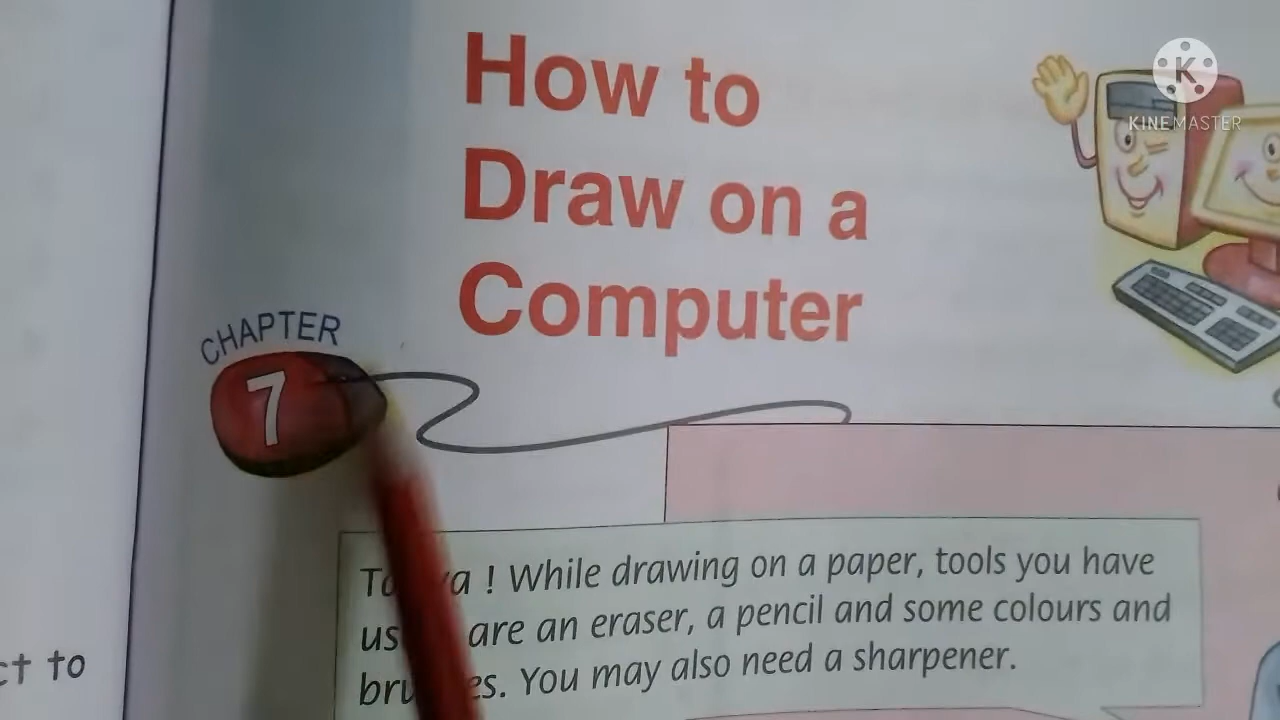 How to
Draw on a
Computer
K
KINEMASTER
CHAPTER
7
! While drawing on a paper, tools you have
are an eraser, a pencil and some colours and
You may also need a sharpener.
ct to